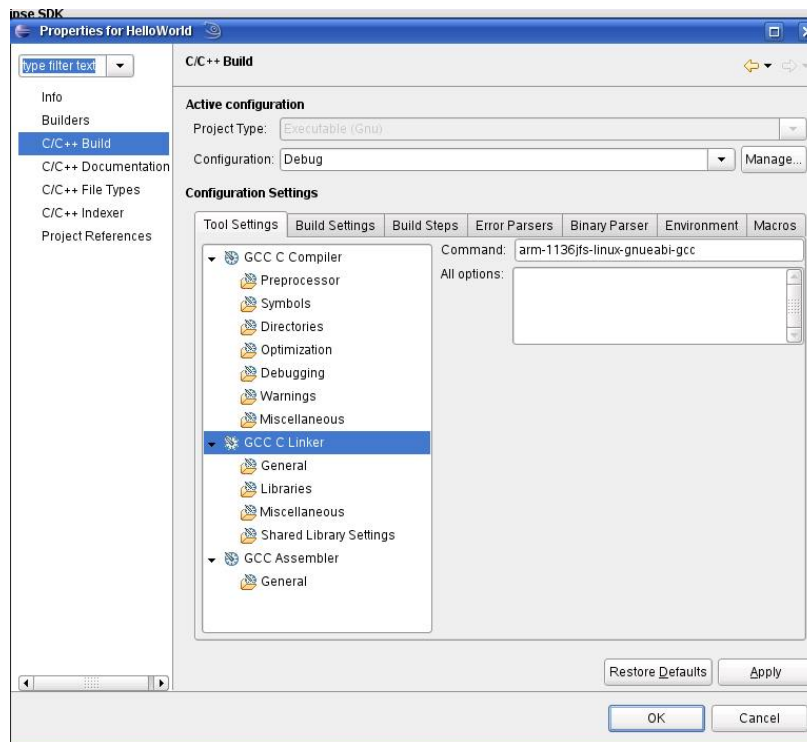 ipse SDK
Properties for HelloWorld
type filter text
Info
Builders
C/C++ Build
C/C++ Documentation
C/C++ File Types
C/C++ Indexer
Project References
C/C++ Build
Active configuration
Project Type: Executable (Gnu)
Configuration: Debug Manage...
Configuration Settings
Tool Settings Build Settings Build Steps Error Parsers Binary Parser Environment Macros
GCC C Compiler
Preprocessor
Symbols
Directories
Optimization
Debugging
Warnings
Miscellaneous
GCC C Linker
General
Libraries
Miscellaneous
Shared Library Settings
GCC Assembler
General
Command: arm-1136jfs-linux-gnueabi-gcc
All options:
Restore Defaults Apply
OK Cancel